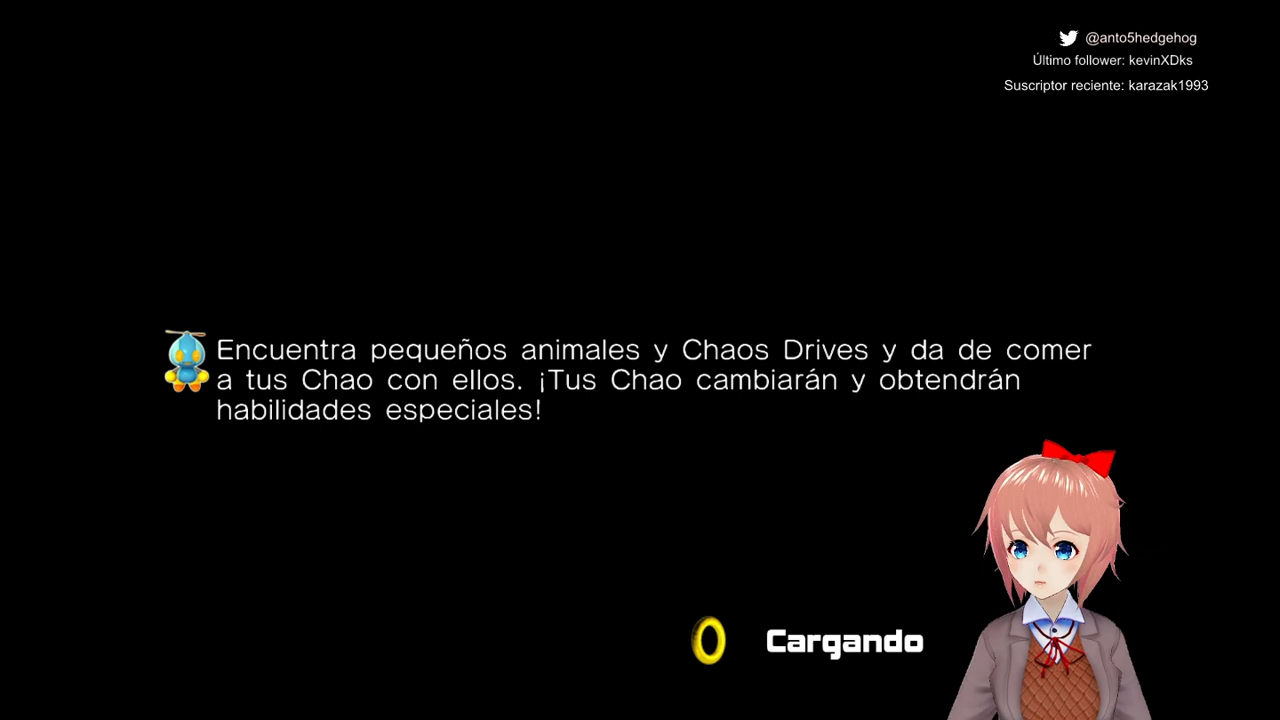 @anto5hedgehog
Último follower: kevinXDks
Suscriptor reciente: karazak1993
Encuentra pequeños animales y Chaos Drives y da de comer
a tus Chao con ellos. ¡Tus Chao cambiarán y obtendrán
habilidades especiales!
Cargando